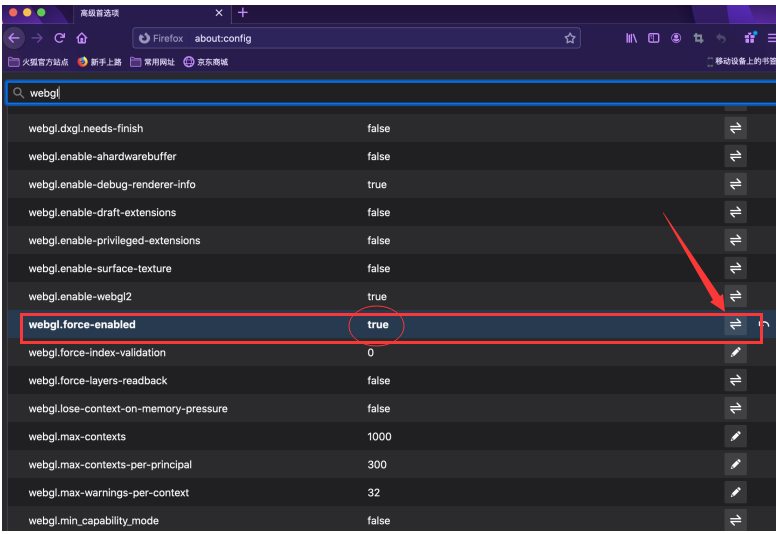 高级首选项
Firefox about:config
火狐官方站点 新手上路 常用网址 京东商城 移动设备上的书签
webgl
webgl.dxgl.needs-finish false
webgl.enable-ahardwarebuffer false
webgl.enable-debug-renderer-info true
webgl.enable-draft-extensions false
webgl.enable-privileged-extensions false
webgl.enable-surface-texture false
webgl.enable-webgl2 true
webgl.force-enabled true
webgl.force-index-validation 0
webgl.force-layers-readback false
webgl.lose-context-on-memory-pressure false
webgl.max-contexts 1000
webgl.max-contexts-per-principal 300
webgl.max-warnings-per-context 32
webgl.min_capability_mode false